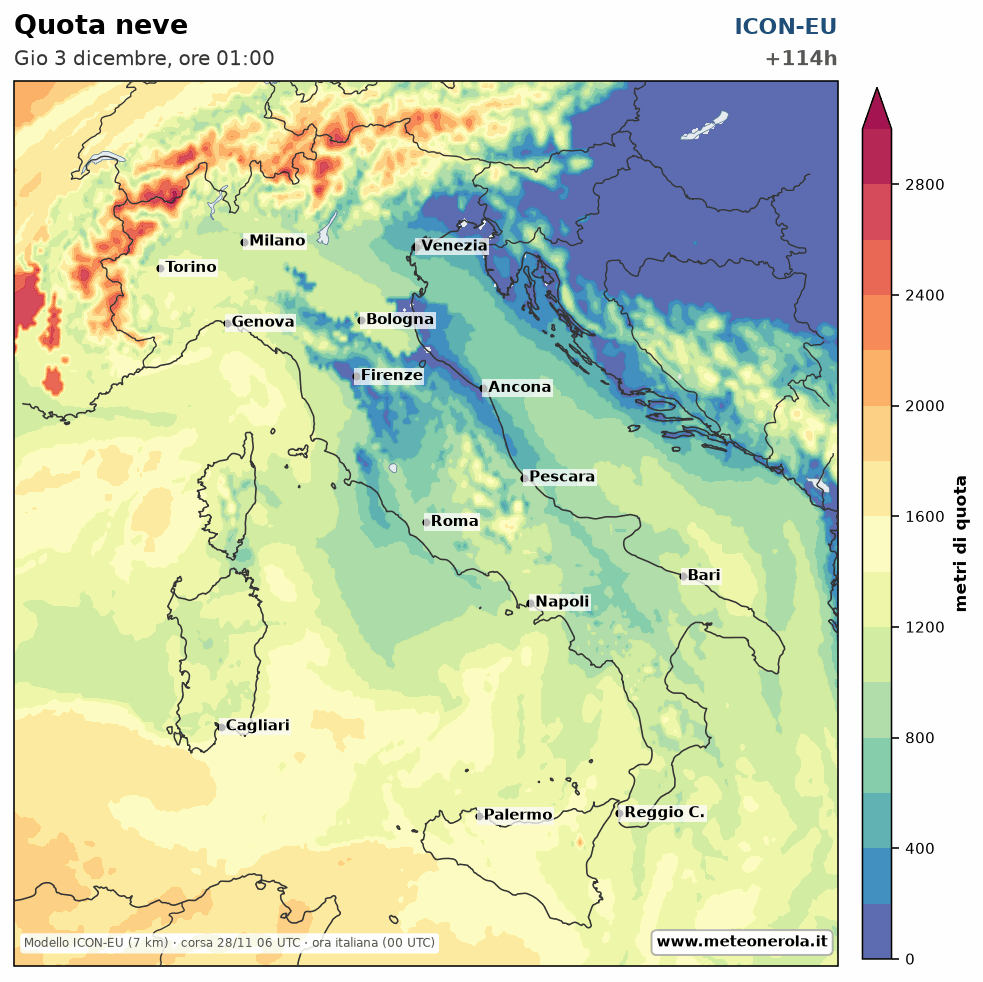 Quota neve
ICON-EU
Gio 3 dicembre, ore 01:00
+114h
Milano
Venezia
Torino
Genova
Bologna
Firenze
Ancona
Pescara
Roma
Bari
Napoli
Cagliari
Palermo
Reggio C.
Modello ICON-EU (7 km) · corsa 28/11 06 UTC · ora italiana (00 UTC)
www.meteonerola.it
2800
2400
2000
1600
1200
800
400
0
metri di quota